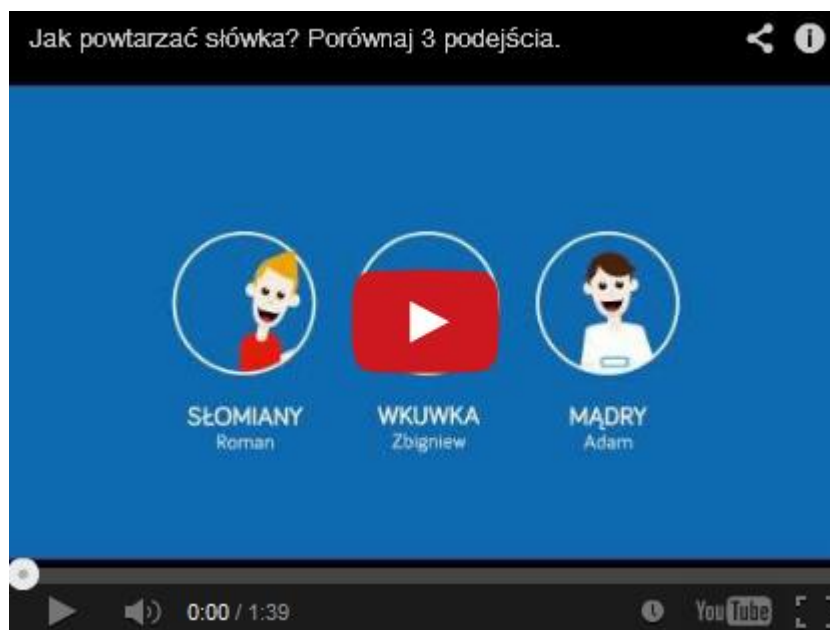 Jak powtarzać słówka? Porównaj 3 podejścia.
SŁOMIANY WKUWKA MĄDRY
Roman Zbigniew Adam
0:00 / 1:39 YouTube